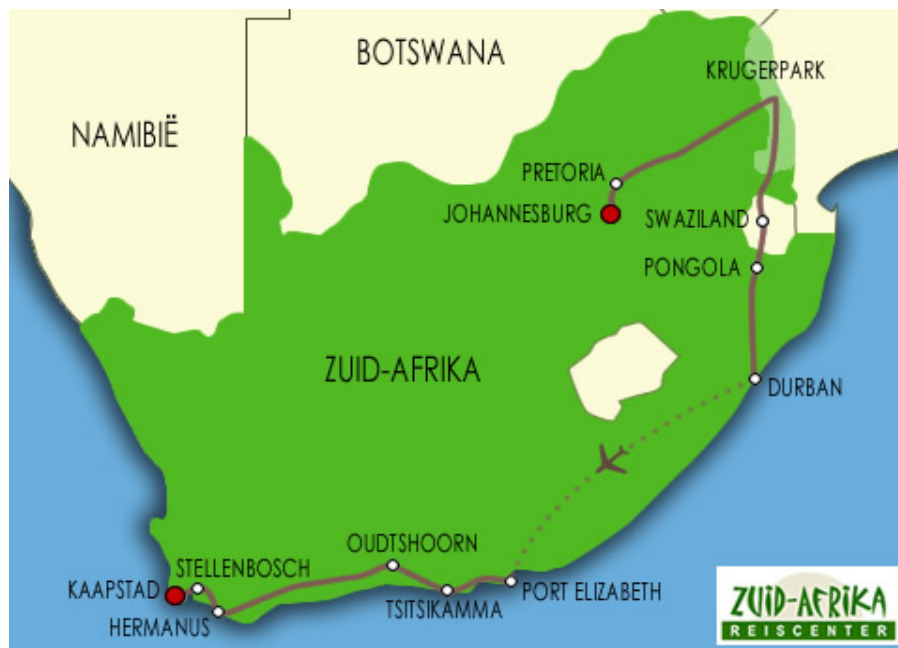 BOTSWANA
KRUGERPARK
NAMIBIË
PRETORIA
JOHANNESBURG
SWAZILAND
PONGOLA
ZUID-AFRIKA
DURBAN
OUDTSHOORN
STELLENBOSCH
KAAPSTAD
PORT ELIZABETH
TSITSIKAMMA
HERMANUS
ZUID-AFRIKA
REISCENTER